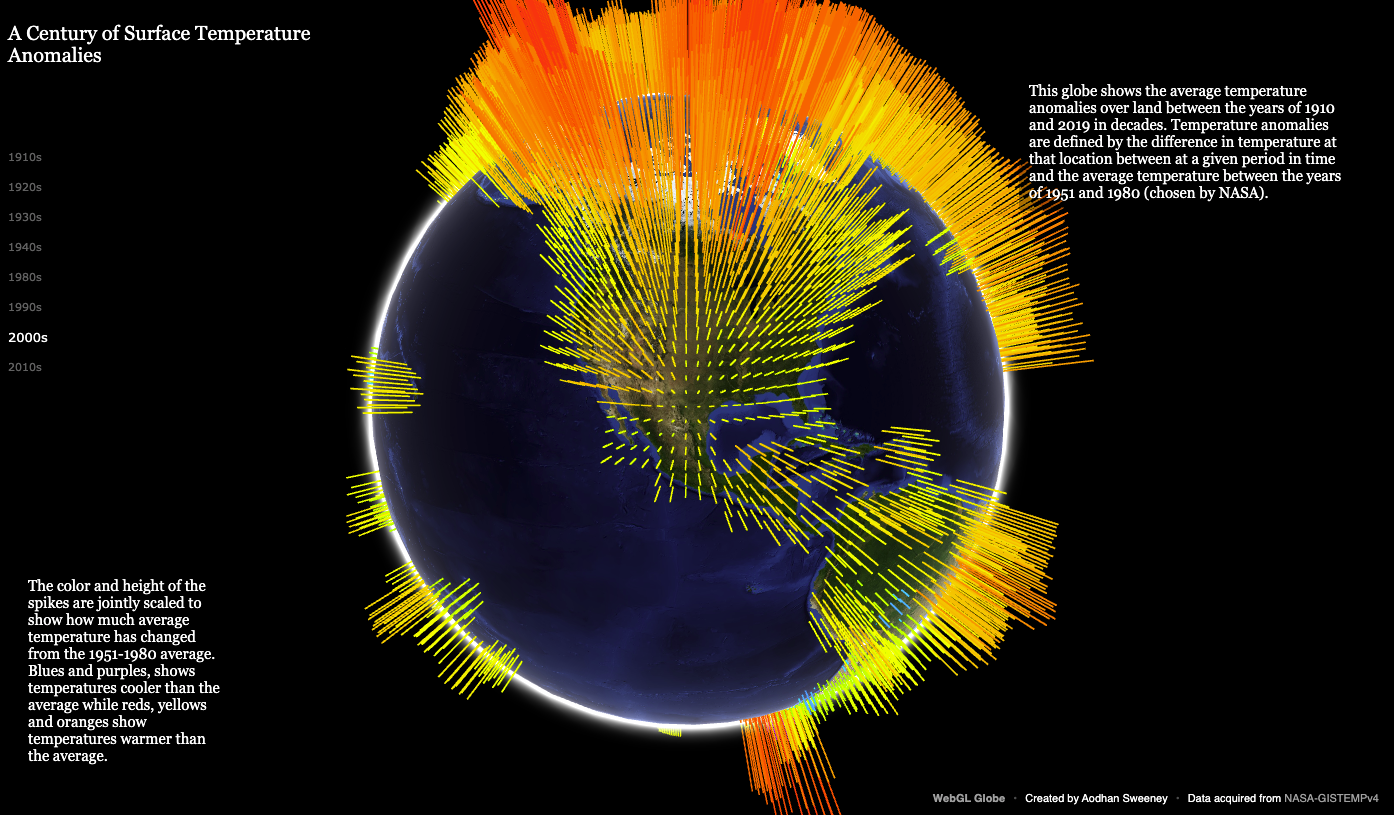 A Century of Surface Temperature
Anomalies
This globe shows the average temperature
anomalies over land between the years of 1910
and 2019 in decades. Temperature anomalies
are defined by the difference in temperature at
that location between at a given period in time
and the average temperature between the years
of 1951 and 1980 (chosen by NASA).
1910s
1920s
1930s
1940s
1980s
1990s
2000s
2010s
The color and height of the
spikes are jointly scaled to
show how much average
temperature has changed
from the 1951-1980 average.
Blues and purples, shows
temperatures cooler than the
average while reds, yellows
and oranges show
temperatures warmer than
the average.
WebGL Globe · Created by Aodhan Sweeney · Data acquired from NASA-GISTEMPv4